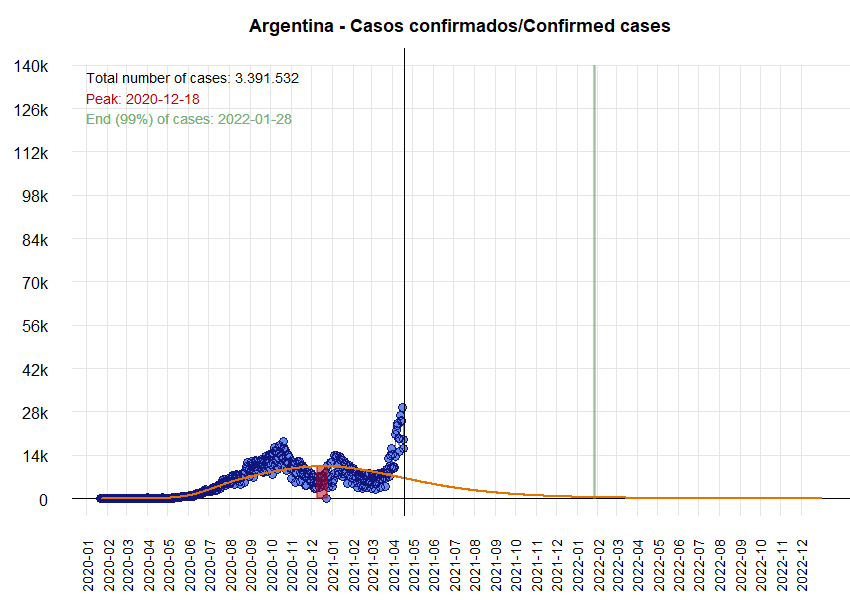 Argentina - Casos confirmados/Confirmed cases
140k
126k
112k
98k
84k
70k
56k
42k
28k
14k
0
Total number of cases: 3.391.532
Peak: 2020-12-18
End (99%) of cases: 2022-01-28
2020-01
2020-02
2020-03
2020-04
2020-05
2020-06
2020-07
2020-08
2020-09
2020-10
2020-11
2020-12
2021-01
2021-02
2021-03
2021-04
2021-05
2021-06
2021-07
2021-08
2021-09
2021-10
2021-11
2021-12
2022-01
2022-02
2022-03
2022-04
2022-05
2022-06
2022-07
2022-08
2022-09
2022-10
2022-11
2022-12